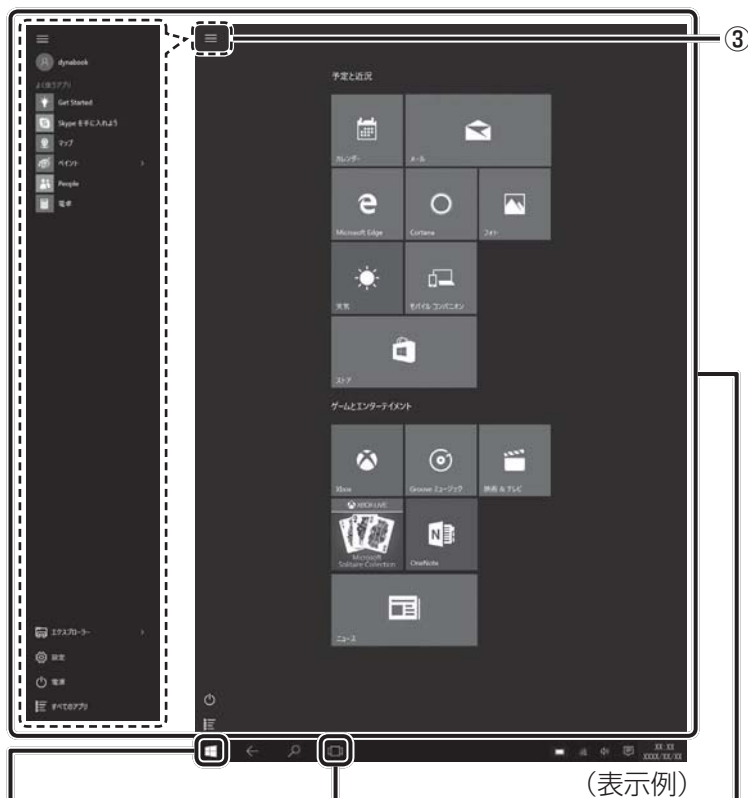 ③
dynabook
よく使うアプリ
Get Started
Skype を手に入れよう
マップ
ペイント
People
電卓
エクスプローラー
設定
電源
すべてのアプリ
予定と近況
カレンダー
メール
Microsoft Edge
Cortana
フォト
天気
モバイル コンパニオン
ストア
ゲームとエンターテイメント
Xbox
Groove ミュージック
映画 & テレビ
XBOX LIVE
Microsoft
Solitaire Collection
OneNote
ニュース
XX:XX
XXXX/XX/XX
（表示例）